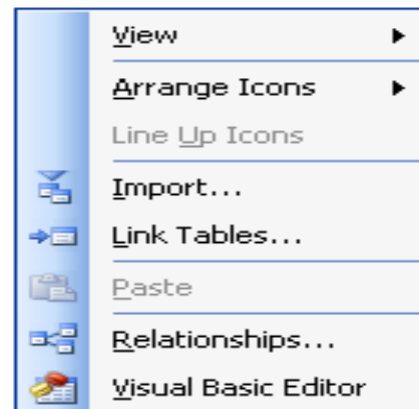 View
Arrange Icons
Line Up Icons
Import...
Link Tables...
Paste
Relationships...
Visual Basic Editor